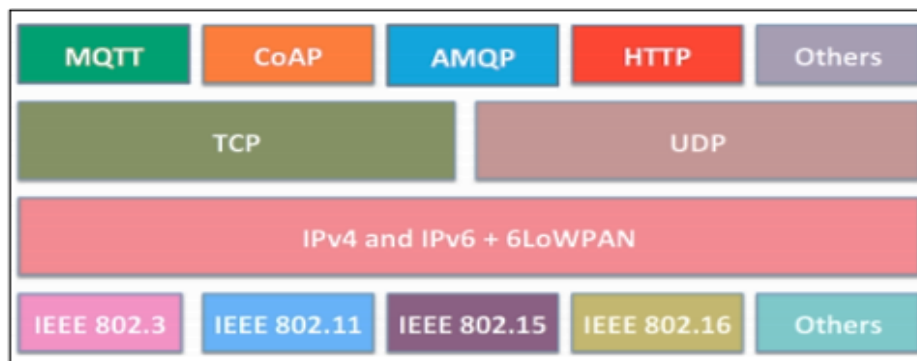 MQTT CoAP AMQP HTTP Others
TCP UDP
IPv4 and IPv6 + 6LoWPAN
IEEE 802.3 IEEE 802.11 IEEE 802.15 IEEE 802.16 Others